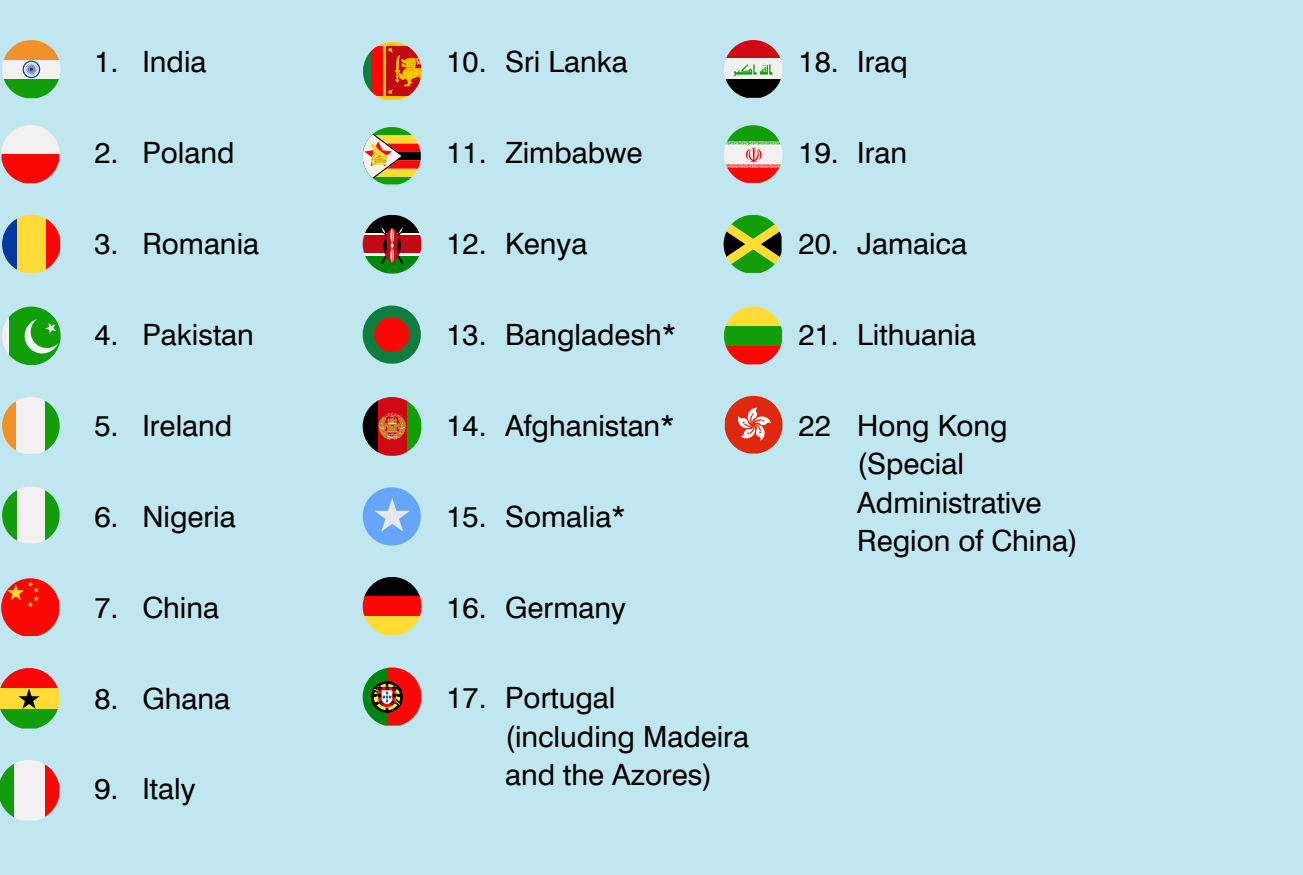 1. India
2. Poland
3. Romania
4. Pakistan
5. Ireland
6. Nigeria
7. China
8. Ghana
9. Italy
10. Sri Lanka
11. Zimbabwe
12. Kenya
13. Bangladesh*
14. Afghanistan*
15. Somalia*
16. Germany
17. Portugal
(including Madeira
and the Azores)
18. Iraq
19. Iran
20. Jamaica
21. Lithuania
22 Hong Kong
(Special
Administrative
Region of China)